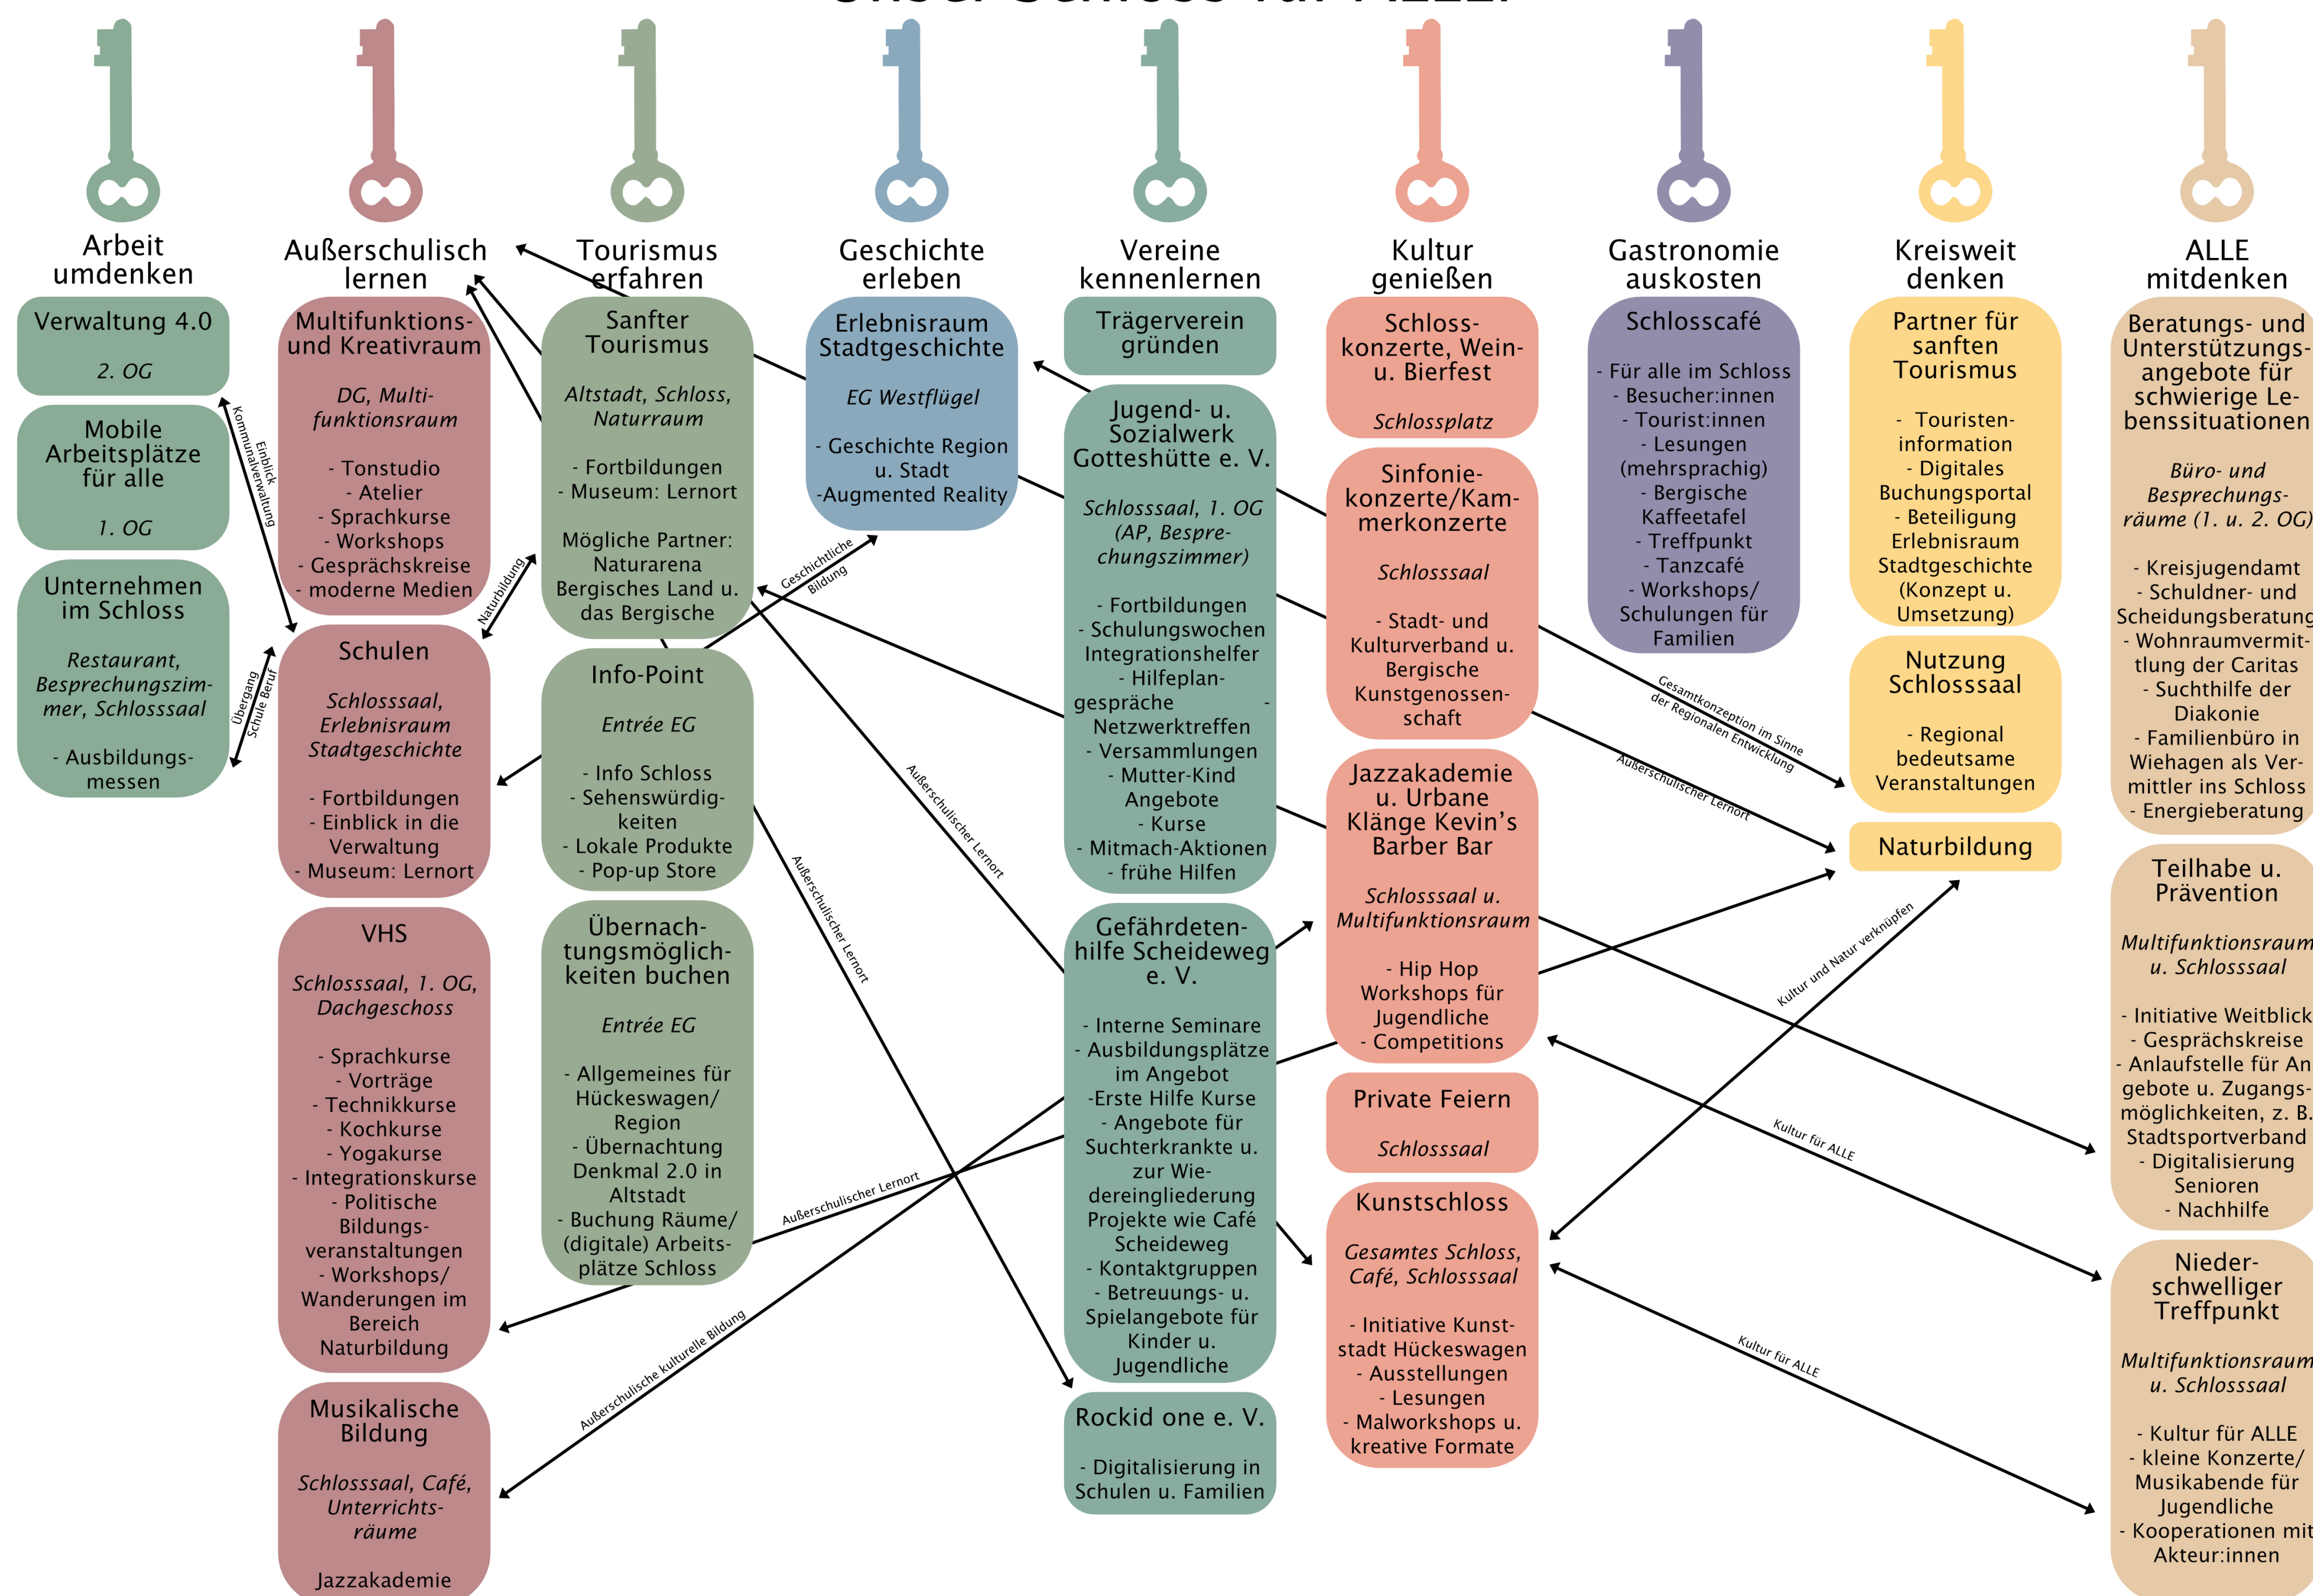 Unser Schloss für ALLE!
Arbeit
umdenken
Verwaltung 4.0
2. OG
Mobile
Arbeitsplätze
für alle
1. OG
Unternehmen
im Schloss
Restaurant,
Besprechungszim-
mer, Schlosssaal
- Ausbildungs-
messen
Einblick
Kommunalverwaltung
Übergang
Schule Beruf
Außerschulisch
lernen
Multifunktions-
und Kreativraum
DG, Multi-
funktionsraum
- Tonstudio
- Atelier
- Sprachkurse
- Workshops
- Gesprächskreise
- moderne Medien
Schulen
Schlosssaal,
Erlebnisraum
Stadtgeschichte
- Fortbildungen
- Einblick in die
Verwaltung
- Museum: Lernort
VHS
Schlosssaal, 1. OG,
Dachgeschoss
- Sprachkurse
- Vorträge
- Technikkurse
- Kochkurse
- Yogakurse
- Integrationskurse
- Politische
Bildungs-
veranstaltungen
- Workshops/
Wanderungen im
Bereich
Naturbildung
Musikalische
Bildung
Schlosssaal, Café,
Unterrichts-
räume
Jazzakademie
Naturbildung
Tourismus
erfahren
Sanfter
Tourismus
Altstadt, Schloss,
Naturraum
- Fortbildungen
- Museum: Lernort
Mögliche Partner:
Naturarena
Bergisches Land u.
das Bergische
Info-Point
Entrée EG
- Info Schloss
- Sehenswürdig-
keiten
- Lokale Produkte
- Pop-up Store
Übernach-
tungsmöglich-
keiten buchen
Entrée EG
- Allgemeines für
Hückeswagen/
Region
- Übernachtung
Denkmal 2.0 in
Altstadt
- Buchung Räume/
(digitale) Arbeits-
plätze Schloss
Geschichtliche
Bildung
Außerschulischer Lernort
Außerschulischer Lernort
Außerschulischer Lernort
Außerschulische kulturelle Bildung
Geschichte
erleben
Erlebnisraum
Stadtgeschichte
EG Westflügel
- Geschichte Region
u. Stadt
-Augmented Reality
Vereine
kennenlernen
Trägerverein
gründen
Jugend- u.
Sozialwerk
Gotteshütte e. V.
Schlosssaal, 1. OG
(AP, Bespre-
chungszimmer)
- Fortbildungen
- Schulungswochen
Integrationshelfer
- Hilfeplan-
gespräche -
Netzwerktreffen
- Versammlungen
- Mutter-Kind
Angebote
- Kurse
- Mitmach-Aktionen
- frühe Hilfen
Gefährdeten-
hilfe Scheideweg
e. V.
- Interne Seminare
- Ausbildungsplätze
im Angebot
-Erste Hilfe Kurse
- Angebote für
Suchterkrankte u.
zur Wie-
dereingliederung
Projekte wie Café
Scheideweg
- Kontaktgruppen
- Betreuungs- u.
Spielangebote für
Kinder u.
Jugendliche
Rockid one e. V.
- Digitalisierung in
Schulen u. Familien
Kultur
genießen
Schloss-
konzerte, Wein-
u. Bierfest
Schlossplatz
Sinfonie-
konzerte/Kam-
merkonzerte
Schlosssaal
- Stadt- und
Kulturverband u.
Bergische
Kunstgenossen-
schaft
Jazzakademie
u. Urbane
Klänge Kevin's
Barber Bar
Schlosssaal u.
Multifunktionsraum
- Hip Hop
Workshops für
Jugendliche
- Competitions
Private Feiern
Schlosssaal
Kunstschloss
Gesamtes Schloss,
Café, Schlosssaal
- Initiative Kunst-
stadt Hückeswagen
- Ausstellungen
- Lesungen
- Malworkshops u.
kreative Formate
Gastronomie
auskosten
Schlosscafé
- Für alle im Schloss
- Besucher:innen
- Tourist:innen
- Lesungen
(mehrsprachig)
- Bergische
Kaffeetafel
- Treffpunkt
- Tanzcafé
- Workshops/
Schulungen für
Familien
Gesamtkonzeption im Sinne
der Regionalen Entwicklung
Außerschulischer Lernort
Kultur und Natur verknüpfen
Kultur für ALLE
Kultur für ALLE
Kreisweit
denken
Partner für
sanften
Tourismus
- Touristen-
information
- Digitales
Buchungsportal
- Beteiligung
Erlebnisraum
Stadtgeschichte
(Konzept u.
Umsetzung)
Nutzung
Schlosssaal
- Regional
bedeutsame
Veranstaltungen
Naturbildung
ALLE
mitdenken
Beratungs- und
Unterstützungs-
angebote für
schwierige Le-
benssituationen
Büro- und
Besprechungs-
räume (1. u. 2. OG)
- Kreisjugendamt
- Schuldner- und
Scheidungsberatung
- Wohnraumvermit-
tlung der Caritas
- Suchthilfe der
Diakonie
- Familienbüro in
Wiehagen als Ver-
mittler ins Schloss
- Energieberatung
Teilhabe u.
Prävention
Multifunktionsraum
u. Schlosssaal
- Initiative Weitblick
- Gesprächskreise
- Anlaufstelle für An-
gebote u. Zugangs-
möglichkeiten, z. B.
Stadtsportverband
- Digitalisierung
Senioren
- Nachhilfe
Nieder-
schwelliger
Treffpunkt
Multifunktionsraum
u. Schlosssaal
- Kultur für ALLE
- kleine Konzerte/
Musikabende für
Jugendliche
- Kooperationen mit
Akteur:innen